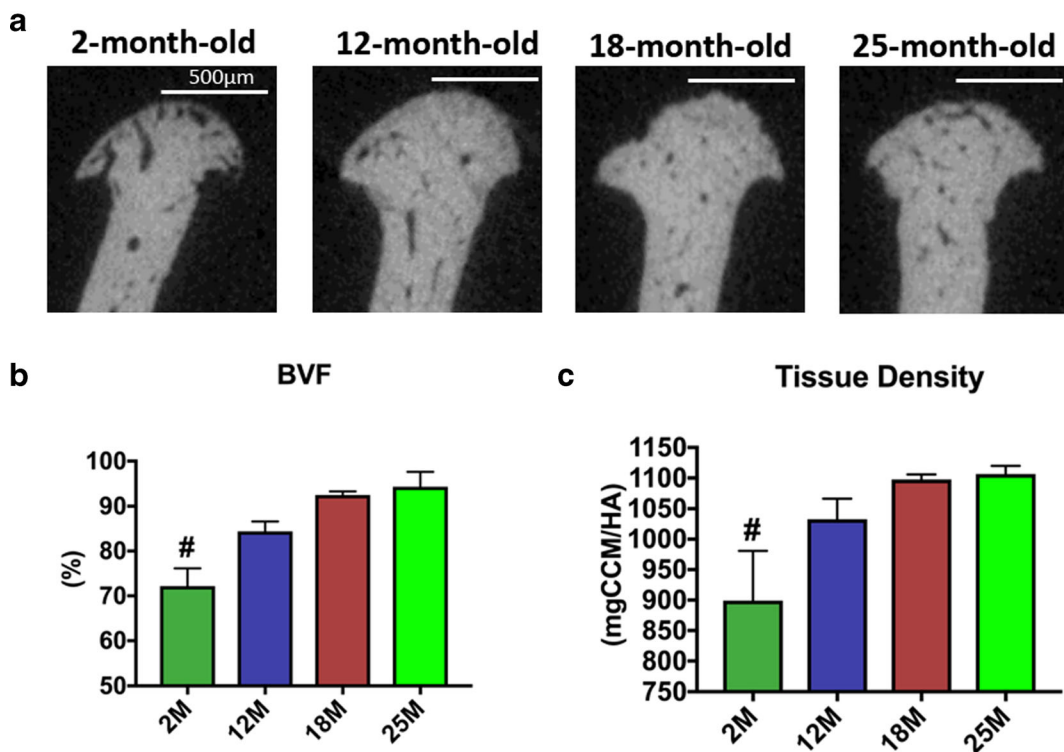 a
2-month-old 12-month-old 18-month-old 25-month-old
500μm
b
BVF
(%)
100
90
80
70
60
50
#
2M 12M 18M 25M
c
Tissue Density
(mgCCM/HA)
1150
1100
1050
1000
950
900
850
800
750
#
2M 12M 18M 25M